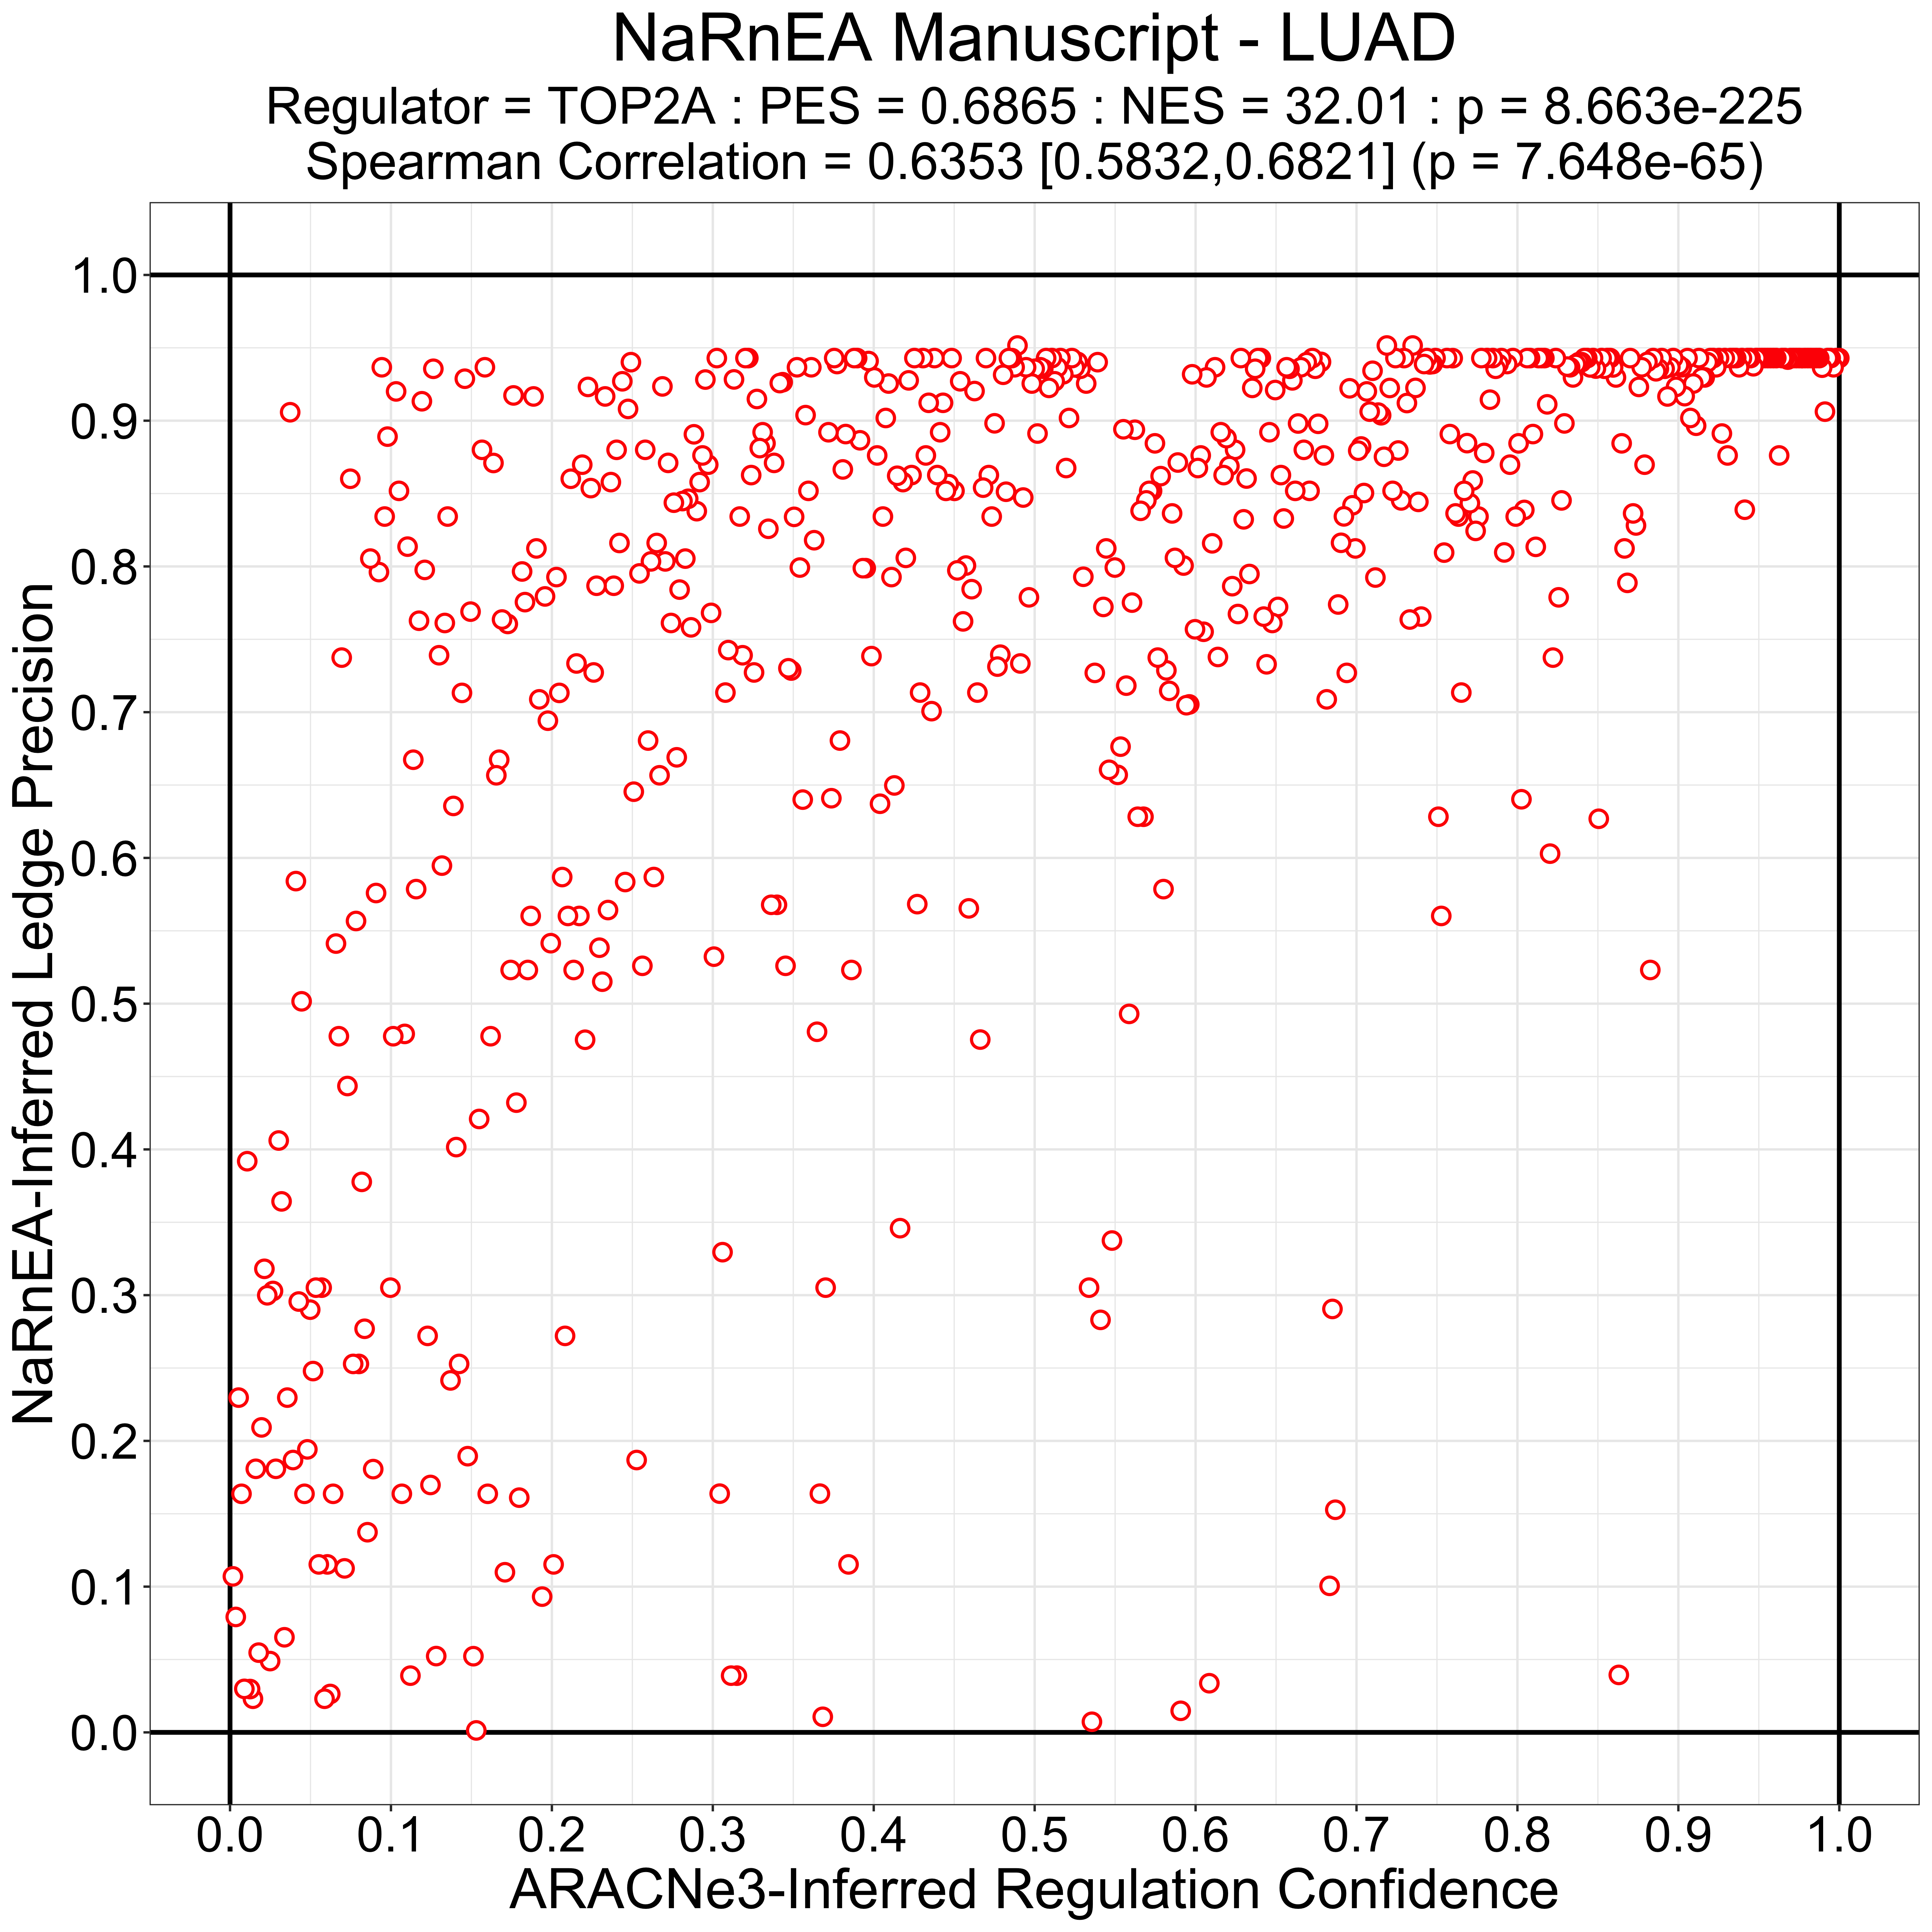 NaRnEA Manuscript - LUAD
Regulator = TOP2A : PES = 0.6865 : NES = 32.01 : p = 8.663e-225
Spearman Correlation = 0.6353 [0.5832,0.6821] (p = 7.648e-65)
NaRnEA-Inferred Ledge Precision
1.0
0.9
0.8
0.7
0.6
0.5
0.4
0.3
0.2
0.1
0.0
0.0 0.1 0.2 0.3 0.4 0.5 0.6 0.7 0.8 0.9 1.0
ARACNe3-Inferred Regulation Confidence